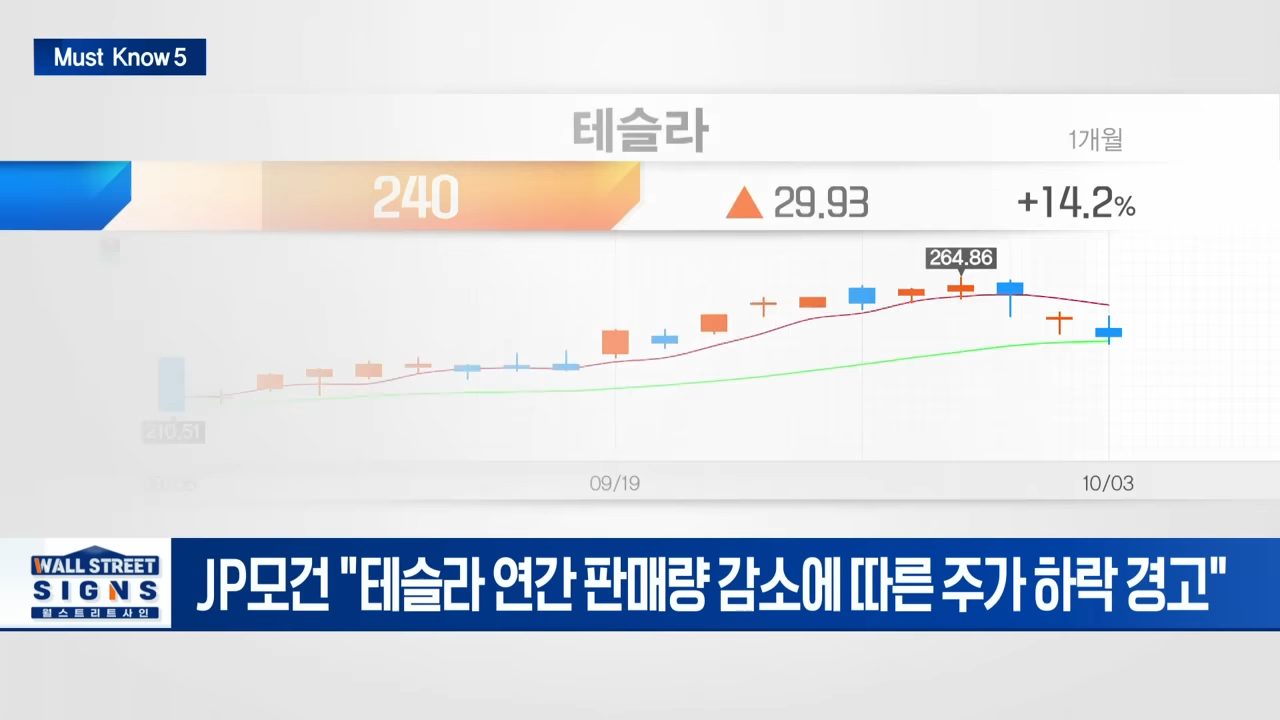 Must Know 5
테슬라
1개월
240
▲ 29.93
+14.2%
264.86
210.51
09/19
10/03
WALL STREET
SIGNS
월스트리트사인
JP모건 "테슬라 연간 판매량 감소에 따른 주가 하락 경고"